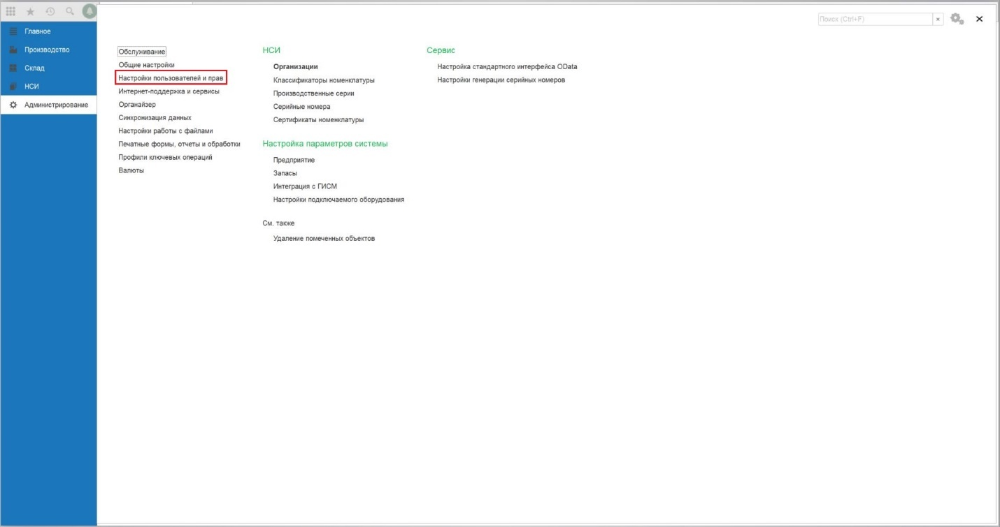 Поиск (Ctrl+F)
Главное
Производство
Склад
НСИ
Администрирование
Обслуживание
Общие настройки
Настройки пользователей и прав
Интернет-поддержка и сервисы
Органайзер
Синхронизация данных
Настройки работы с файлами
Печатные формы, отчеты и обработки
Профили ключевых операций
Валюты
НСИ
Организации
Классификаторы номенклатуры
Производственные серии
Серийные номера
Сертификаты номенклатуры
Настройка параметров системы
Предприятие
Запасы
Интеграция с ГИСМ
Настройки подключаемого оборудования
См. также
Удаление помеченных объектов
Сервис
Настройка стандартного интерфейса OData
Настройки генерации серийных номеров